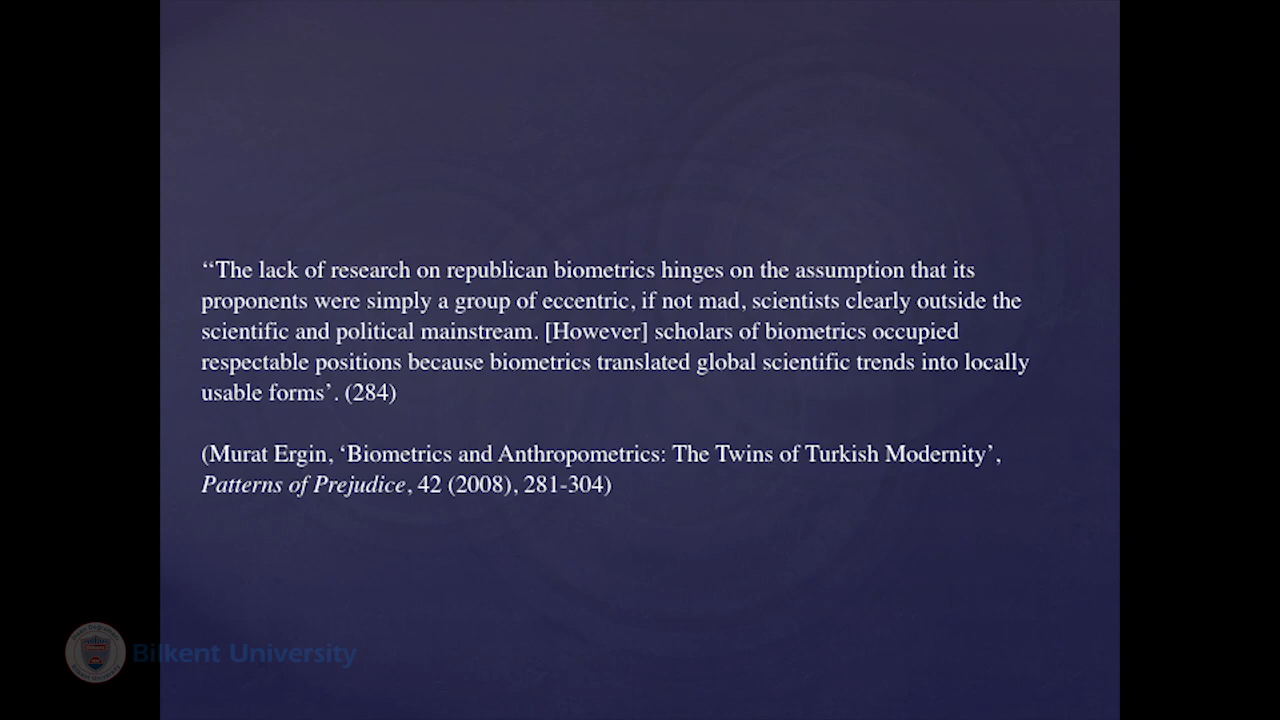 ‘‘The lack of research on republican biometrics hinges on the assumption that its
proponents were simply a group of eccentric, if not mad, scientists clearly outside the
scientific and political mainstream. [However] scholars of biometrics occupied
respectable positions because biometrics translated global scientific trends into locally
usable forms’. (284)
(Murat Ergin, ‘Biometrics and Anthropometrics: The Twins of Turkish Modernity’,
Patterns of Prejudice, 42 (2008), 281-304)
Bilkent University